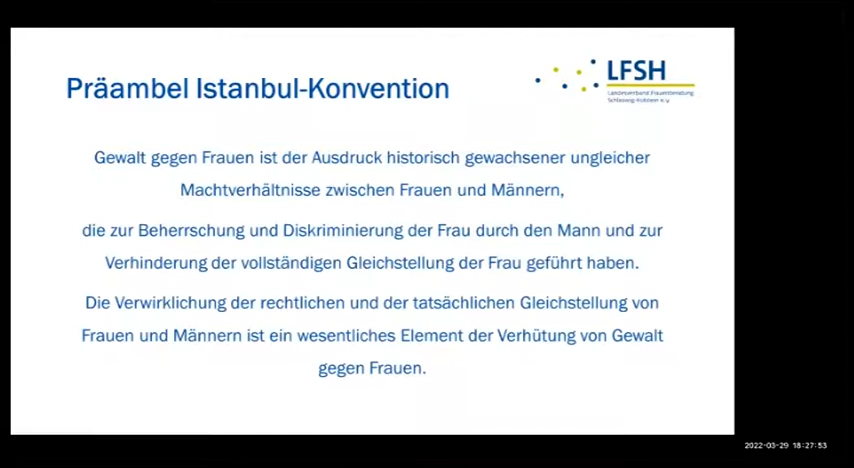 Präambel Istanbul-Konvention
LFSH
Landesverband Frauenberatung
Schleswig-Holstein e.V.
Gewalt gegen Frauen ist der Ausdruck historisch gewachsener ungleicher
Machtverhältnisse zwischen Frauen und Männern,
die zur Beherrschung und Diskriminierung der Frau durch den Mann und zur
Verhinderung der vollständigen Gleichstellung der Frau geführt haben.
Die Verwirklichung der rechtlichen und der tatsächlichen Gleichstellung von
Frauen und Männern ist ein wesentliches Element der Verhütung von Gewalt
gegen Frauen.
2022-03-29 18:27:53